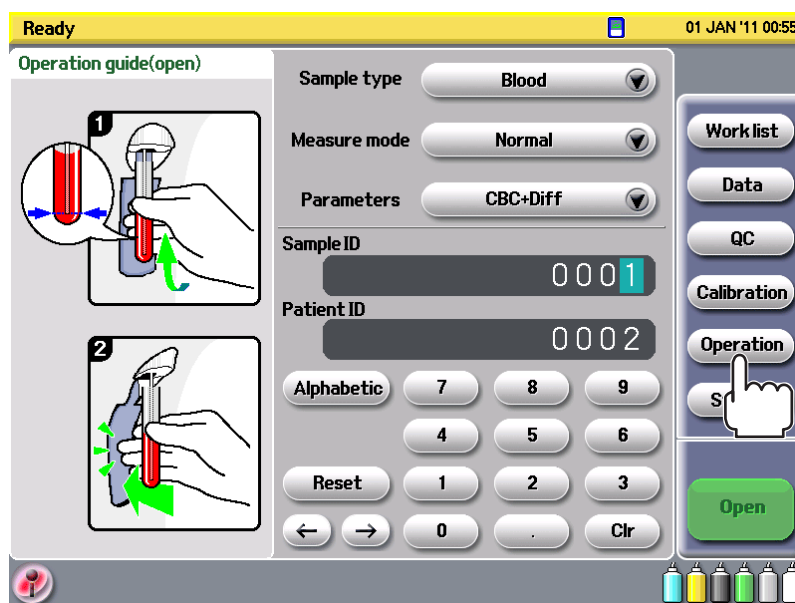 Ready
01 JAN '11 00:55
Operation guide(open)
1
2
Sample type Blood
Measure mode Normal
Parameters CBC+Diff
Sample ID
0001
Patient ID
0002
Alphabetic 7 8 9
4 5 6
Reset 1 2 3
← → 0 . Clr
Work list
Data
QC
Calibration
Operation
Open